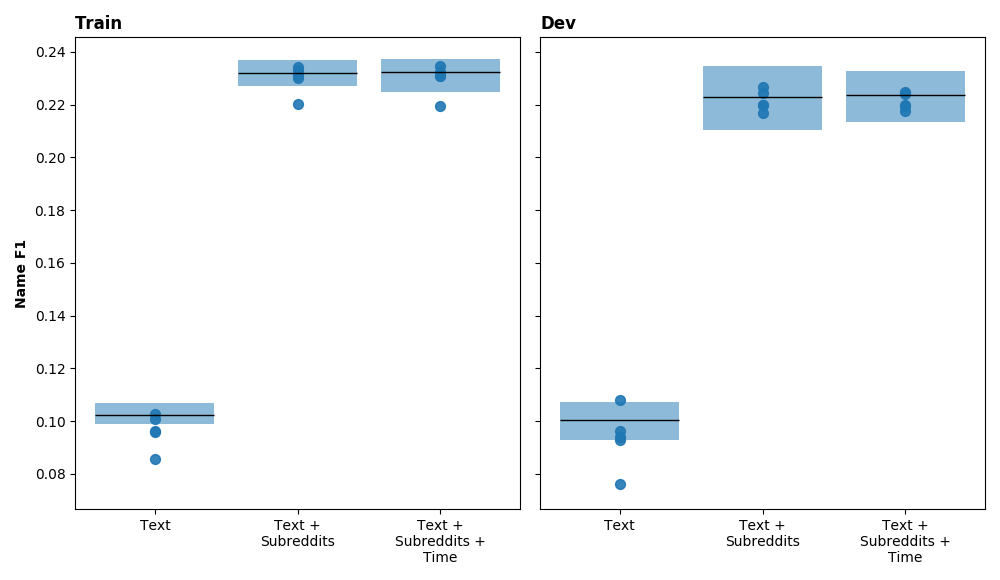 Train
Dev
Name F1
0.24
0.22
0.20
0.18
0.16
0.14
0.12
0.10
0.08
Text
Text +
Subreddits
Text +
Subreddits +
Time
Text
Text +
Subreddits
Text +
Subreddits +
Time